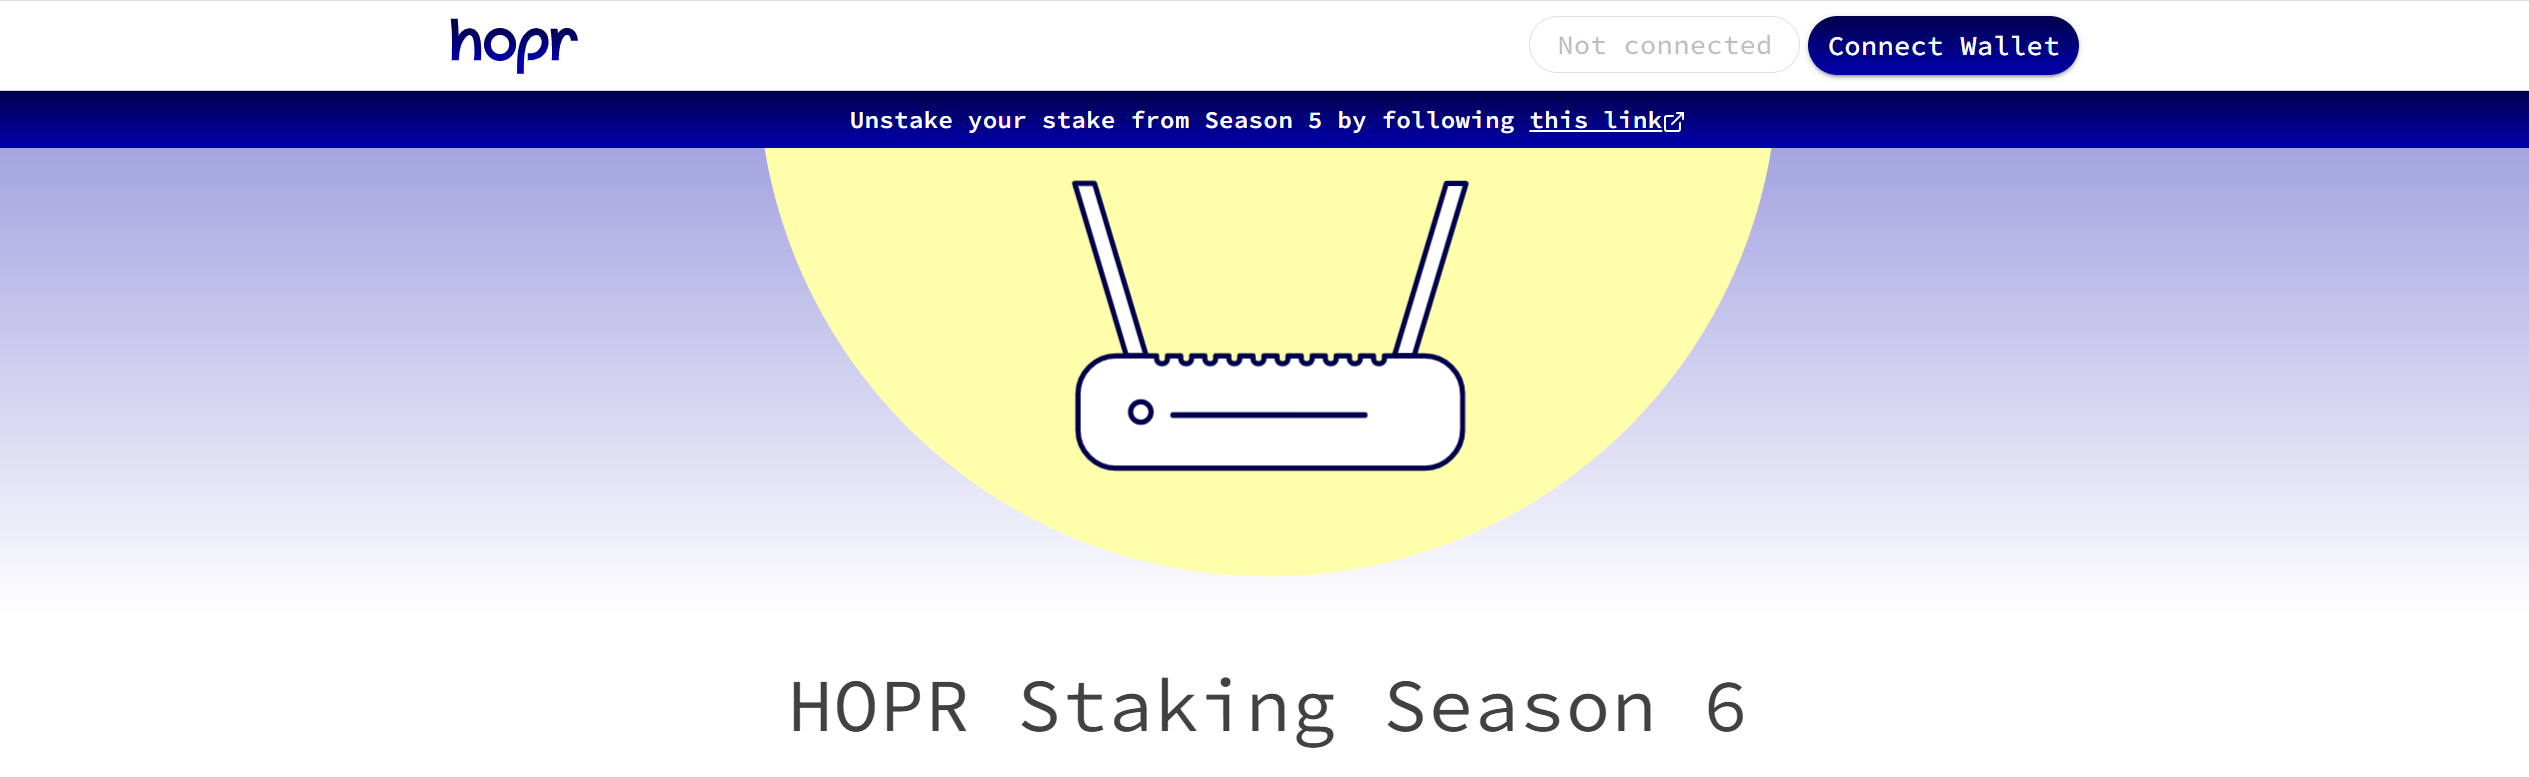 hopr
Not connected
Connect Wallet
Unstake your stake from Season 5 by following this link
HOPR Staking Season 6